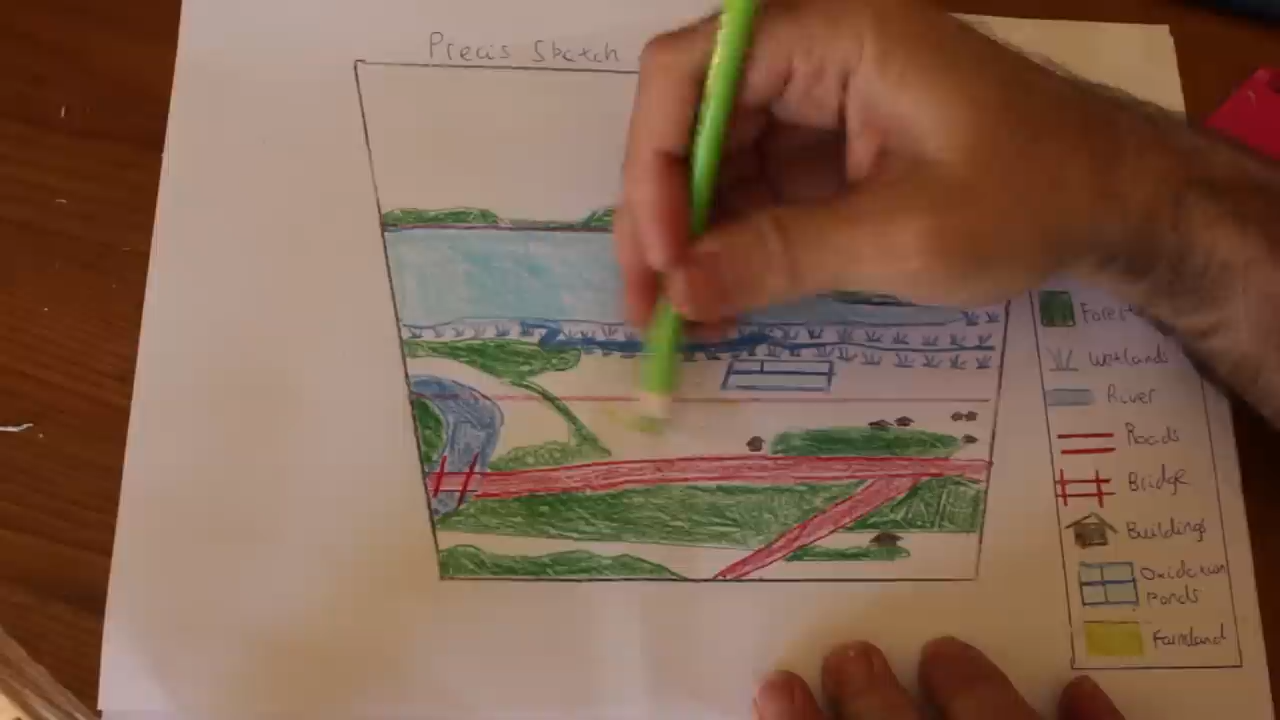 Precis Sketch
Forest
Wetlands
River
Roads
Bridge
Buildings
Oxidation
Ponds
Farmland